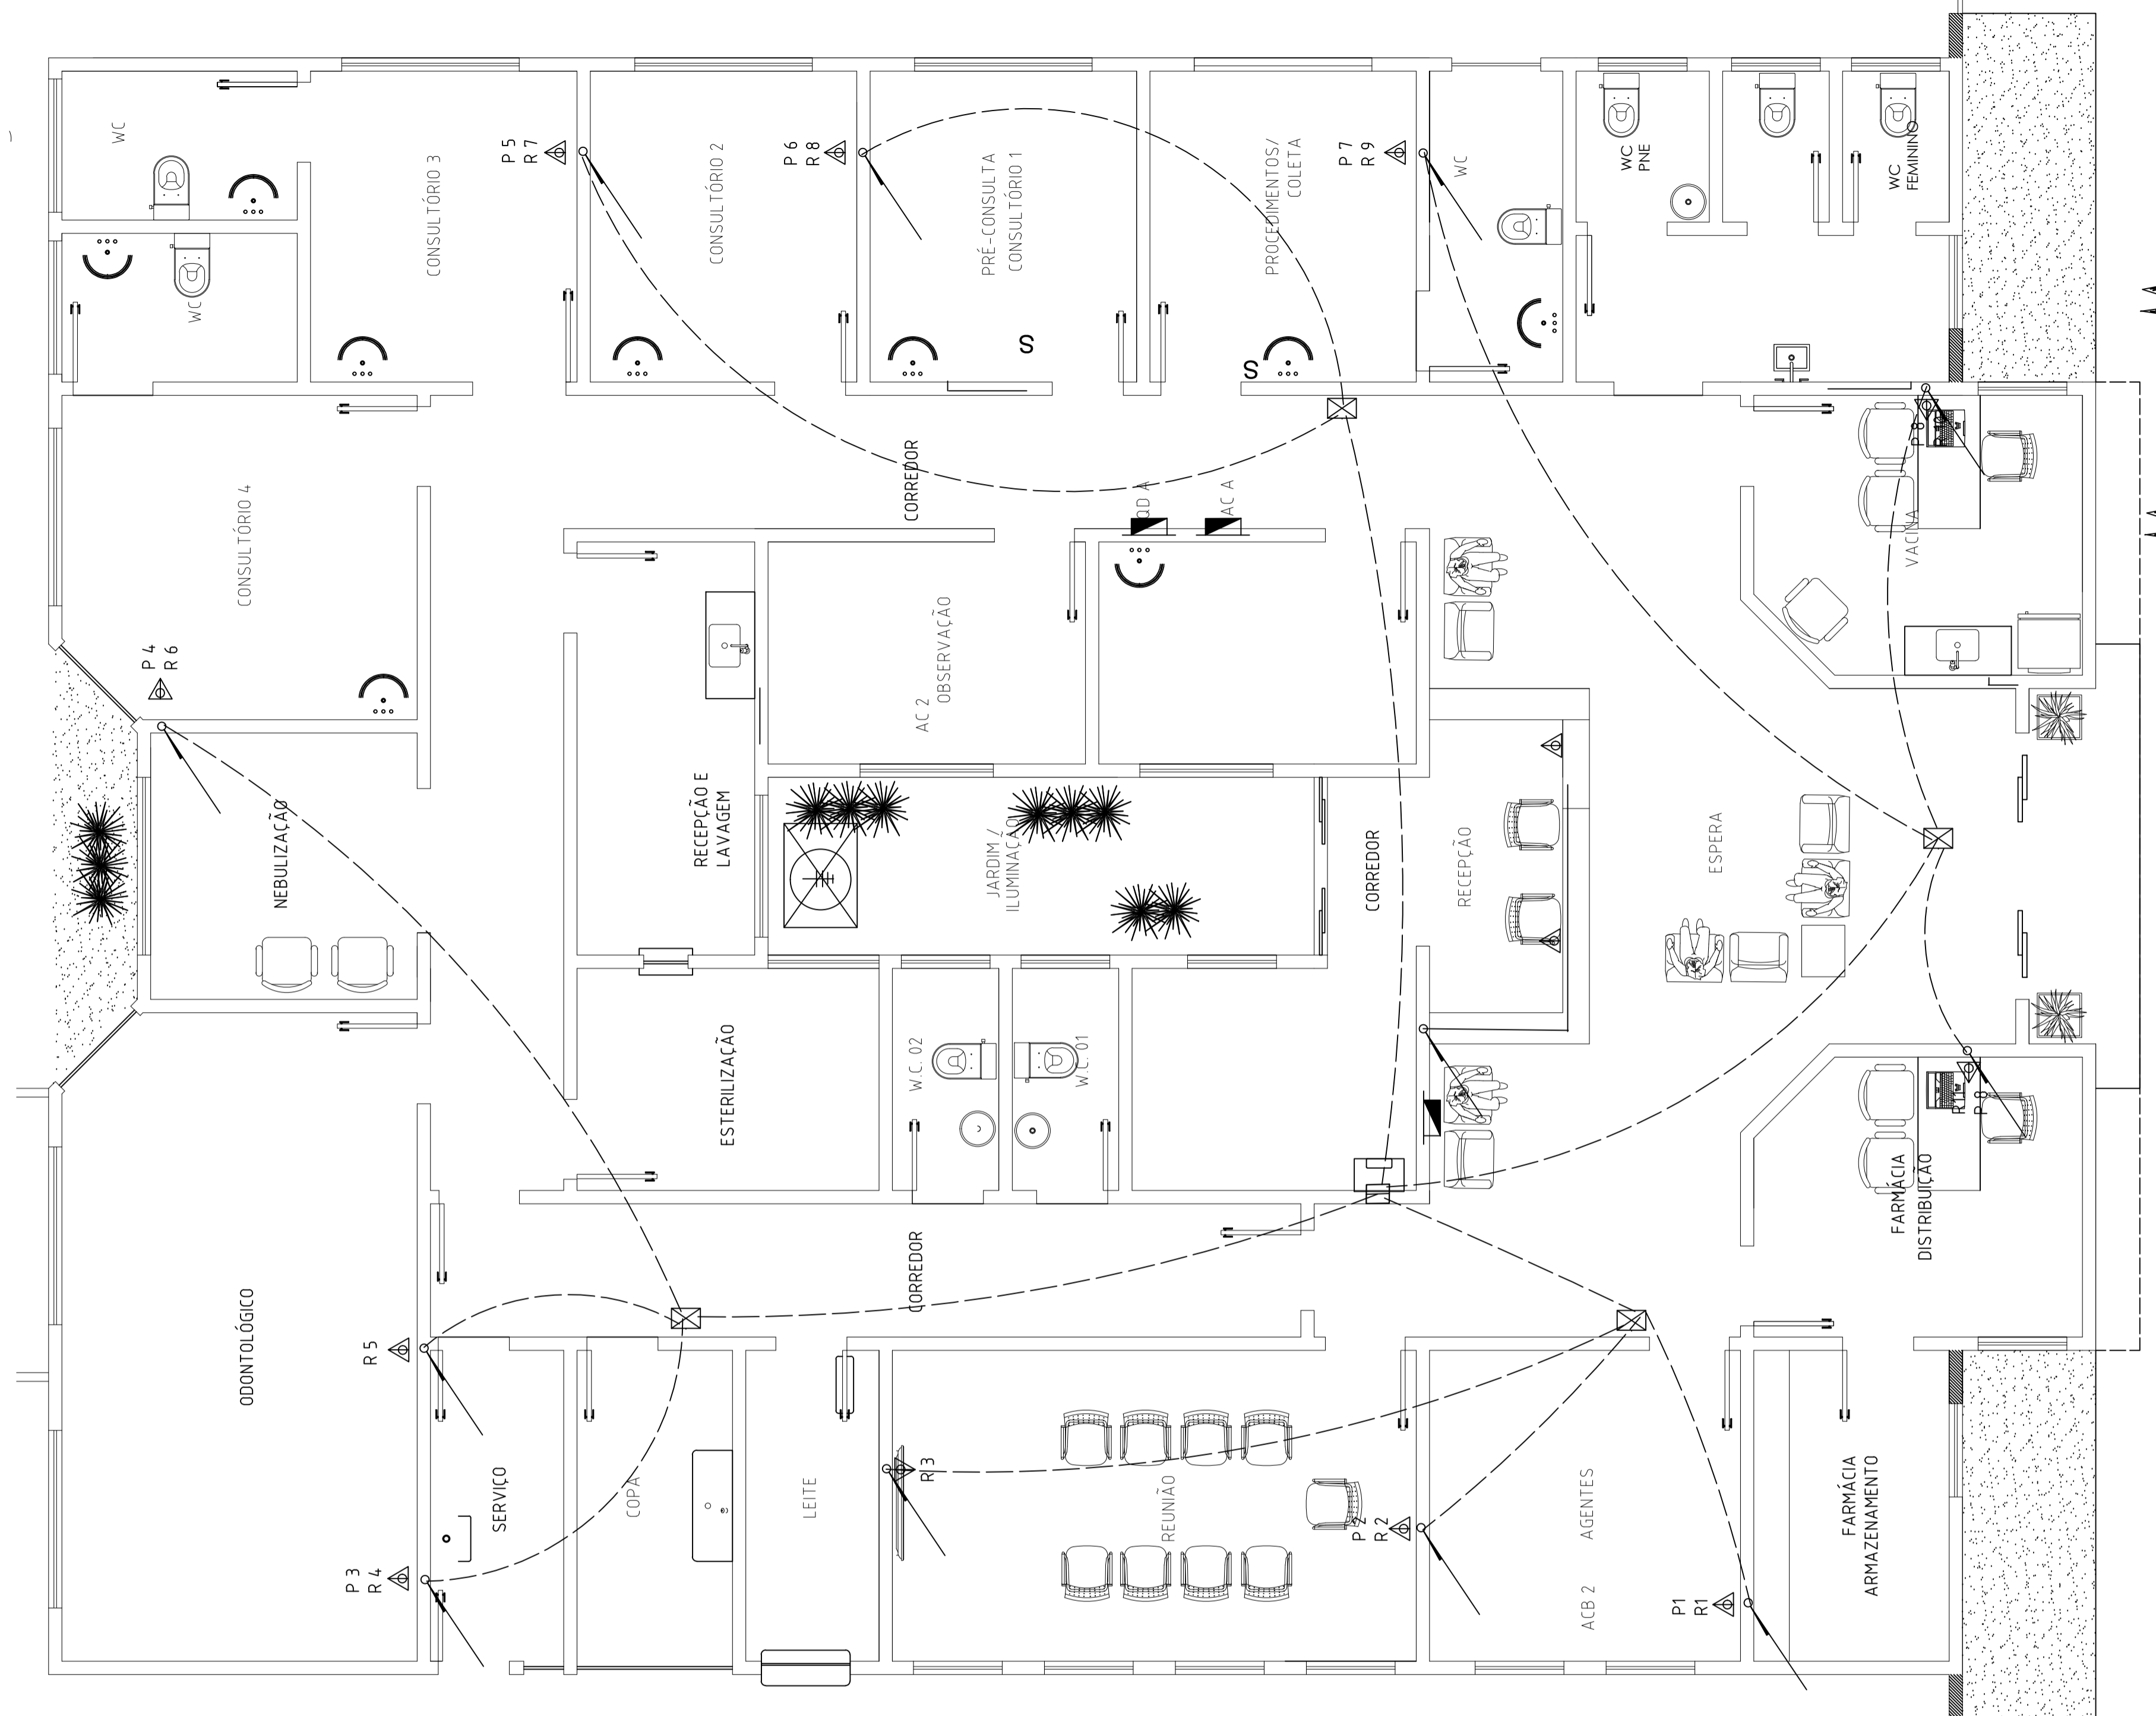 WC
WC
CONSULTÓRIO 3
P 5
R 7
CONSULTÓRIO 2
P 6
R 8
PRÉ-CONSULTA
CONSULTÓRIO 1
S
PROCEDIMENTOS/
COLETA
S
P 7
R 9
WC
WC
PNE
WC
FEMININO
CONSULTÓRIO 4
P 4
R 6
CORREDOR
QD A
AC A
P 8
VACINA
AC 2
OBSERVAÇÃO
NEBULIZAÇÃO
RECEPÇÃO E
LAVAGEM
JARDIM /
ILUMINAÇÃO
CORREDOR
RECEPÇÃO
ESPERA
ESTERILIZAÇÃO
W.C. 02
W.C. 01
P 8
FARMÁCIA
DISTRIBUIÇÃO
CORREDOR
ODONTOLÓGICO
R 5
P 3
R 4
SERVIÇO
COPA
LEITE
R 3
REUNIÃO
P 2
R 2
AGENTES
ACB 2
P1
R1
FARMÁCIA
ARMAZENAMENTO